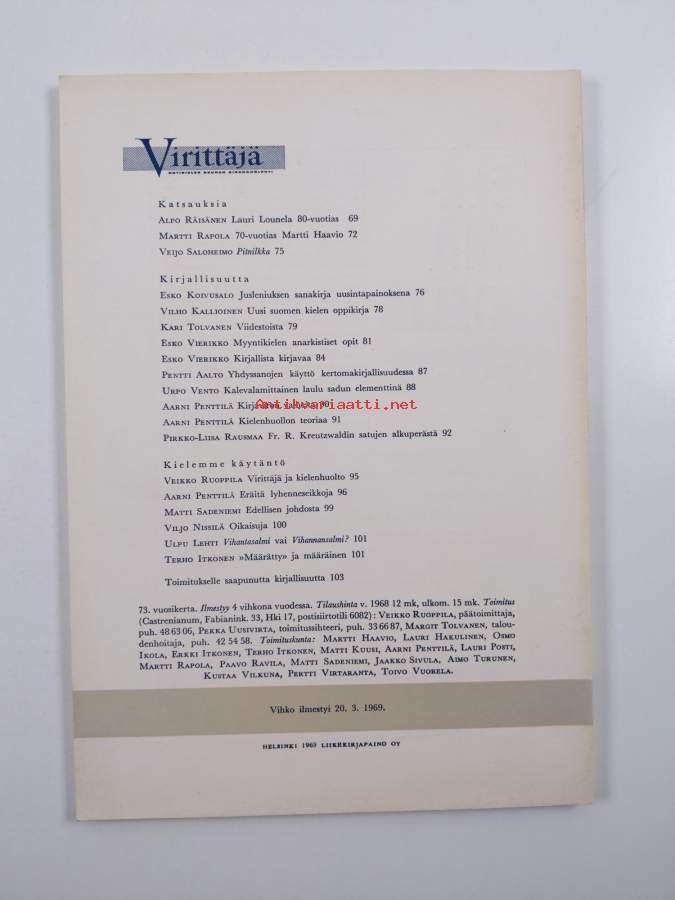 Virittäjä
KOTIKIELEN SEURAN AIKAKAUSLEHTI
Katsauksia
ALPO RÄISÄNEN Lauri Lounela 80-vuotias 69
MARTTI RAPOLA 70-vuotias Martti Haavio 72
VEIJO SALOHEIMO Pitnilkka 75
Kirjallisuutta
ESKO KOIVUSALO Jusleniuksen sanakirja uusintapainoksena 76
VILHO KALLIOINEN Uusi suomen kielen oppikirja 78
KARI TOLVANEN Viidestoista 79
ESKO VIERIKKO Myyntikielen anarkistiset opit 81
ESKO VIERIKKO Kirjallista kirjavaa 84
PENTTI AALTO Yhdyssanojen käyttö kertomakirjallisuudessa 87
URPO VENTO Kalevalamittainen laulu sadun elementtinä 88
AARNI PENTTILÄ 90
Antikvariaatti.net
AARNI PENTTILÄ Kielenhuollon teoriaa 91
PIRKKO-LIISA RAUSMAA Fr. R. Kreutzwaldin satujen alkuperästä 92
Kielemme käytäntö
VEIKKO RUOPPILA Virittäjä ja kielenhuolto 95
AARNI PENTTILÄ Eräitä lyhenneseikkoja 96
MATTI SADENIEMI Edellisen johdosta 99
VILJO NISSILÄ Oikaisuja 100
ULPU LEHTI Vihantasalmi vai Vihannansalmi? 101
TERHO ITKONEN »Määrätty» ja määräinen 101
Toimitukselle saapunutta kirjallisuutta 103
73. vuosikerta. Ilmestyy 4 vihkona vuodessa. Tilaushinta v. 1968 12 mk, ulkom. 15 mk. Toimitus
(Castrenianum, Fabianink. 33, Hki 17, postisiirtotili 6082): VEIKKO RUOPPILA, päätoimittaja,
puh. 48 63 06, PEKKA UUSIVIRTA, toimitussihteeri, puh. 33 66 87, MARGIT TOLVANEN, talou-
denhoitaja, puh. 42 54 58. Toimituskunta: MARTTI HAAVIO, LAURI HAKULINEN, OSMO
IKOLA, ERKKI ITKONEN, TERHO ITKONEN, MATTI KUUSI, AARNI PENTTILÄ, LAURI POSTI,
MARTTI RAPOLA, PAAVO RAVILA, MATTI SADENIEMI, JAAKKO SIVULA, AIMO TURUNEN,
KUSTAA VILKUNA, PERTTI VIRTARANTA, TOIVO VUORELA.
Vihko ilmestyi 20. 3. 1969.
HELSINKI 1969 LIIKEKIRJAPAINO OY